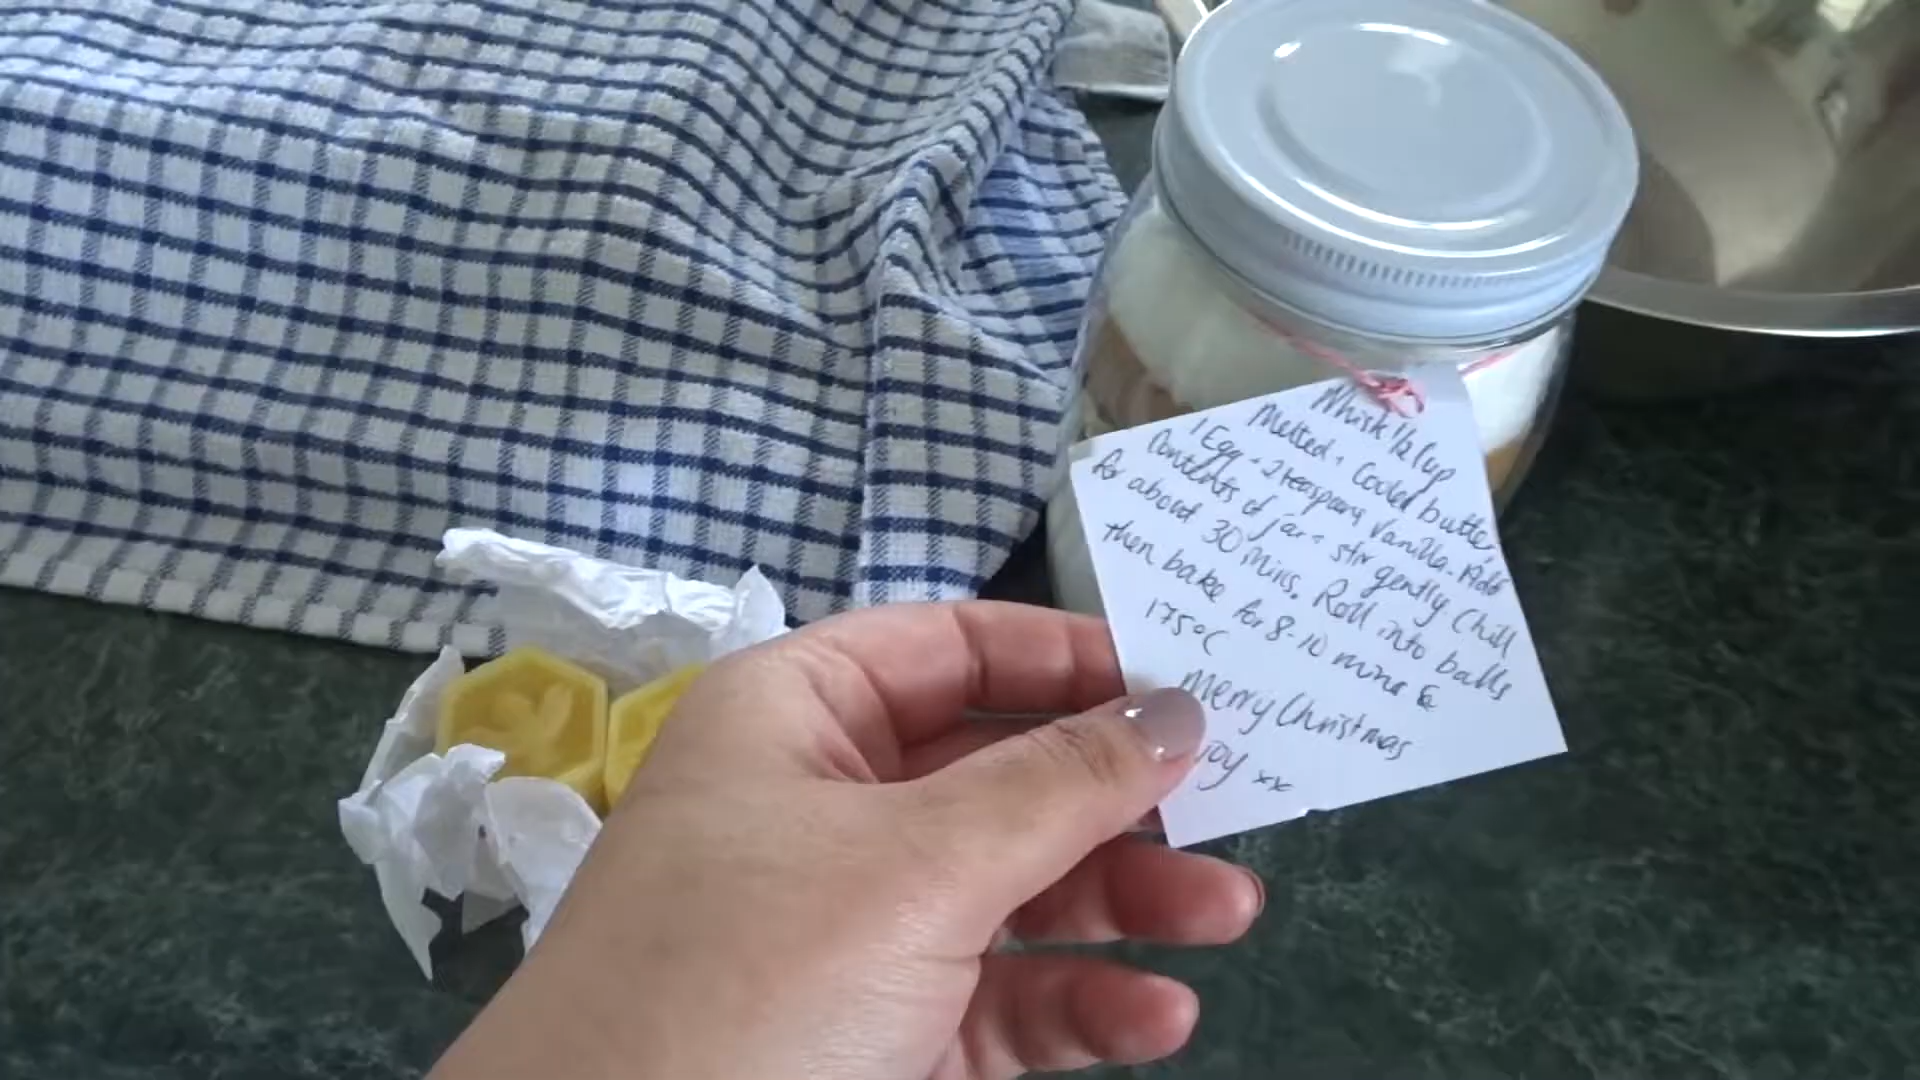 Whisk 1/2 Cup
Melted + Cooled butter,
1 Egg + 2 teaspoons Vanilla. Add
Contents of jar + stir gently Chill
for about 30 Mins. Roll into balls
then bake for 8-10 mins @
175°C
Merry Christmas
joy xx